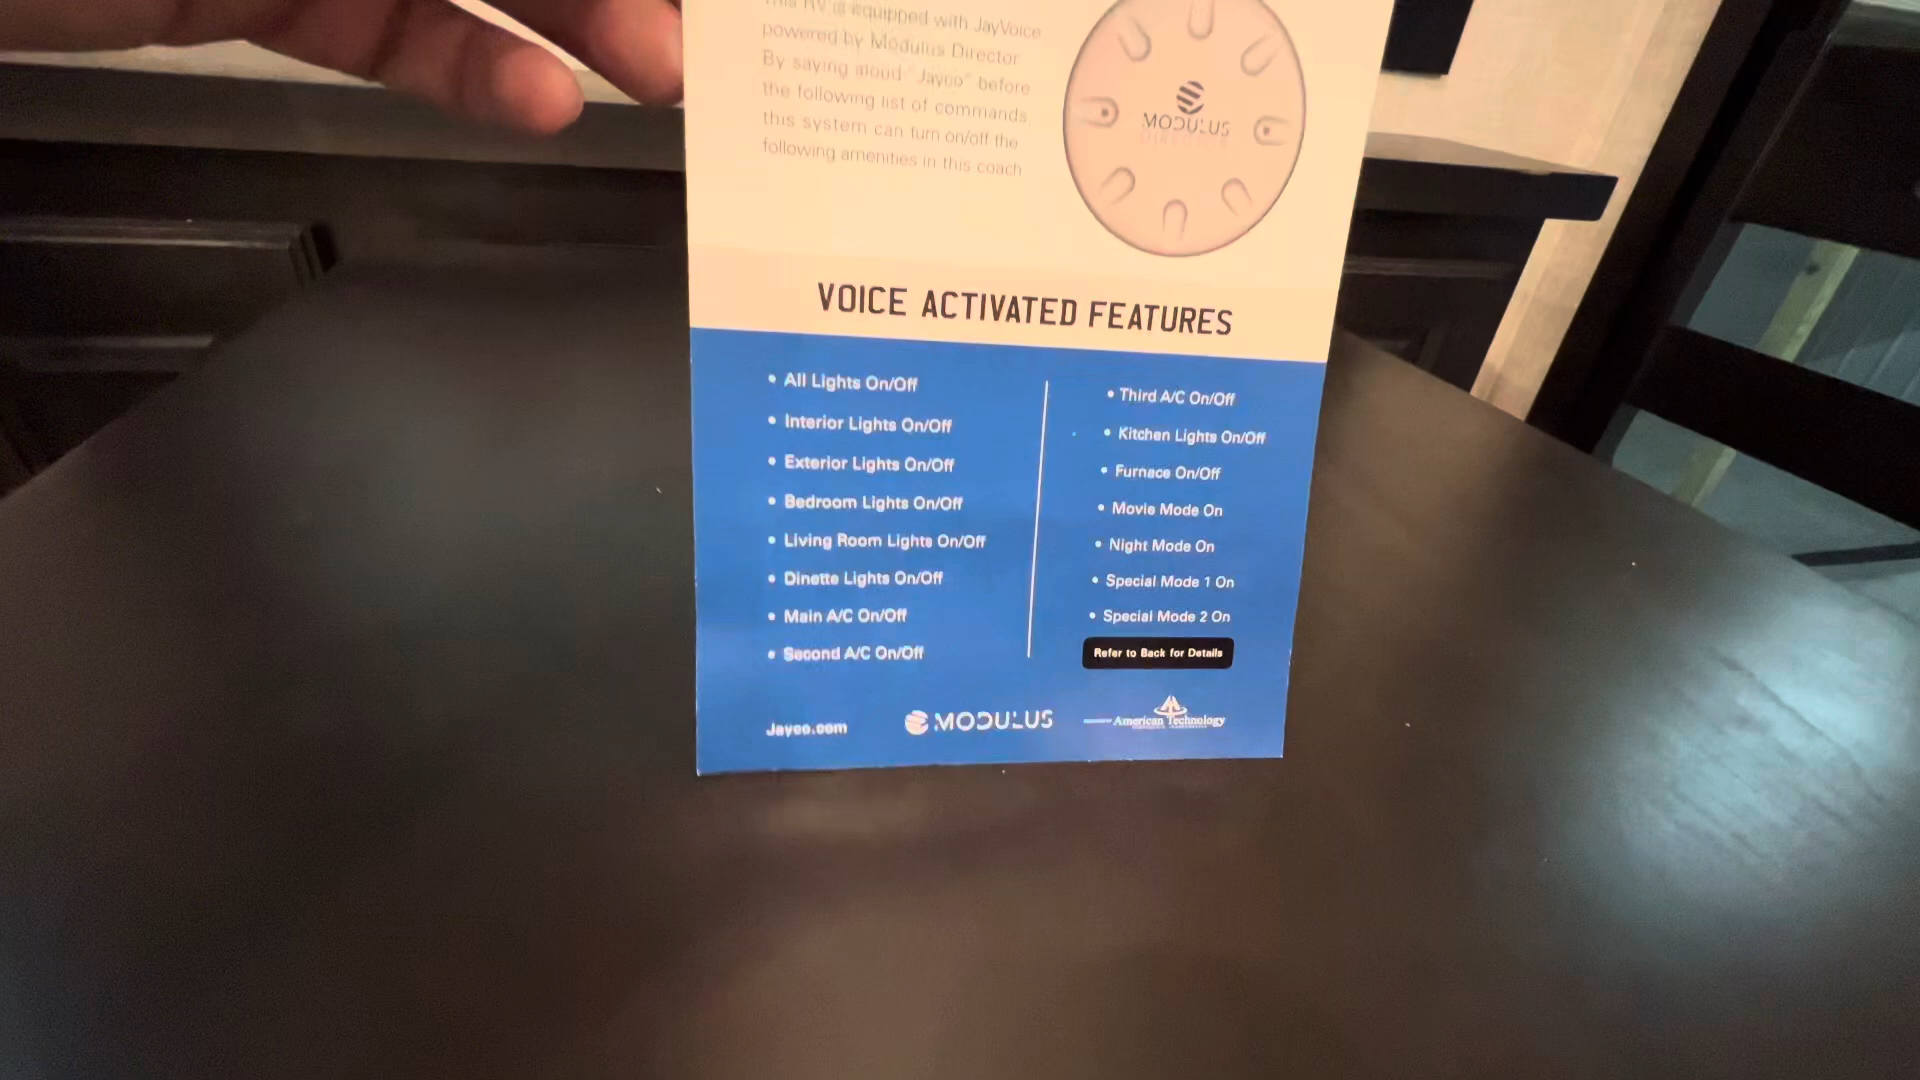 This RV is equipped with JayVoice
powered by Modulus Director
By saying aloud "Jayco" before
the following list of commands,
this system can turn on/off the
following amenities in this coach
MODULUS
DIRECTOR
VOICE ACTIVATED FEATURES
• All Lights On/Off
• Interior Lights On/Off
• Exterior Lights On/Off
• Bedroom Lights On/Off
• Living Room Lights On/Off
• Dinette Lights On/Off
• Main A/C On/Off
• Second A/C On/Off
• Third A/C On/Off
• Kitchen Lights On/Off
• Furnace On/Off
• Movie Mode On
• Night Mode On
• Special Mode 1 On
• Special Mode 2 On
Refer to Back for Details
Jayco.com
MODULUS
American Technology